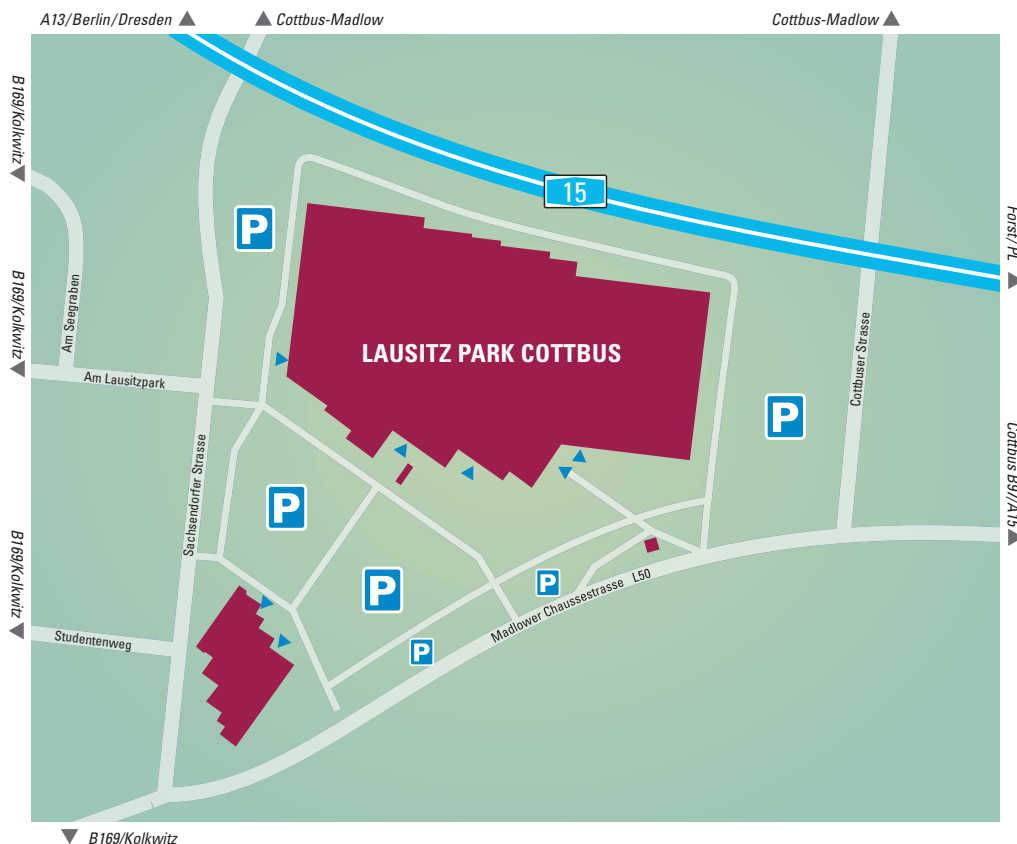 A13/Berlin/Dresden
Cottbus-Madlow
Cottbus-Madlow
B169/Kolkwitz
15
P
Forst/PL
B169/Kolkwitz
Am Seegraben
LAUSITZ PARK COTTBUS
Cottbuser Strasse
Am Lausitzpark
P
Cottbus B97/A15
Sachsendorfer Strasse
P
B169/Kolkwitz
P
P
Madlower Chaussestrasse L50
Studentenweg
P
B169/Kolkwitz